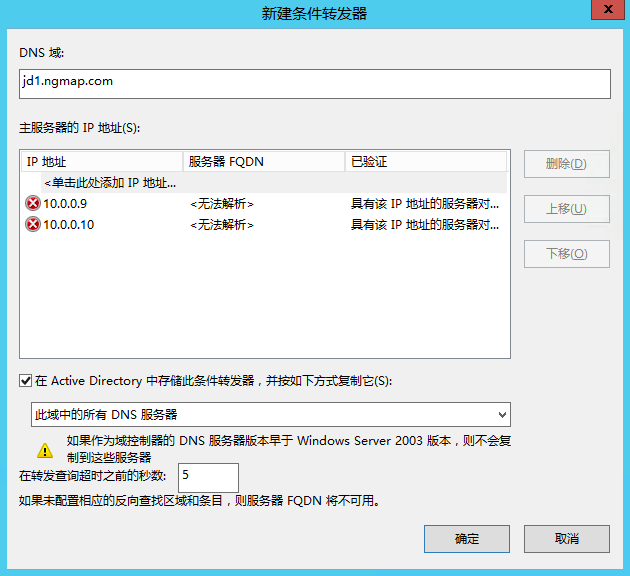 新建条件转发器
x
DNS 域:
jd1.ngmap.com
主服务器的 IP 地址(S):
IP 地址 服务器 FQDN 已验证
<单击此处添加 IP 地址...
10.0.0.9 <无法解析> 具有该 IP 地址的服务器对...
10.0.0.10 <无法解析> 具有该 IP 地址的服务器对...
删除(D)
上移(U)
下移(O)
在 Active Directory 中存储此条件转发器，并按如下方式复制它(S):
此域中的所有 DNS 服务器
如果作为域控制器的 DNS 服务器版本早于 Windows Server 2003 版本，则不会复
制到这些服务器
在转发查询超时之前的秒数: 5
如果未配置相应的反向查找区域和条目，则服务器 FQDN 将不可用。
确定 取消